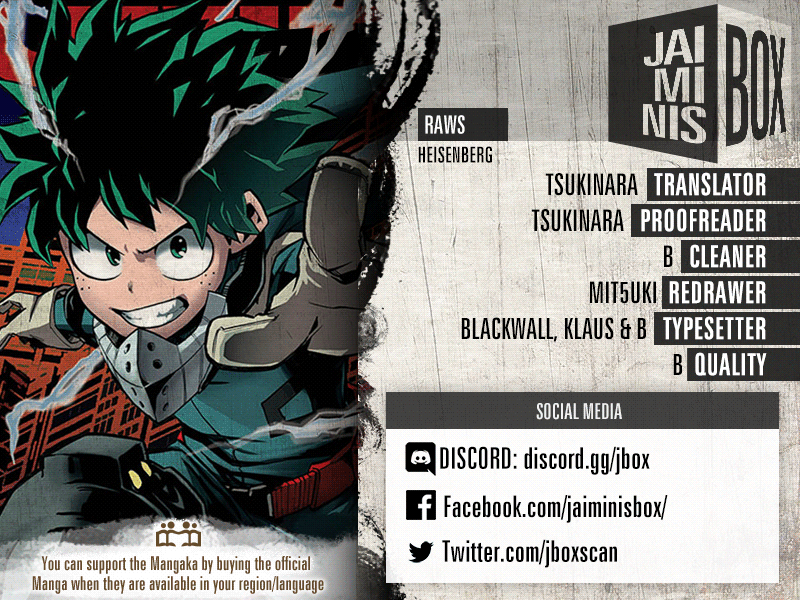 JAI
MI
NIS
BOX
RAWS
HEISENBERG
TSUKINARA TRANSLATOR
TSUKINARA PROOFREADER
B CLEANER
MIT5UKI REDRAWER
BLACKWALL, KLAUS & B TYPESETTER
B QUALITY
SOCIAL MEDIA
DISCORD: discord.gg/jbox
Facebook.com/jaiminisbox/
Twitter.com/jboxscan
You can support the Mangaka by buying the official
Manga when they are available in your region/language